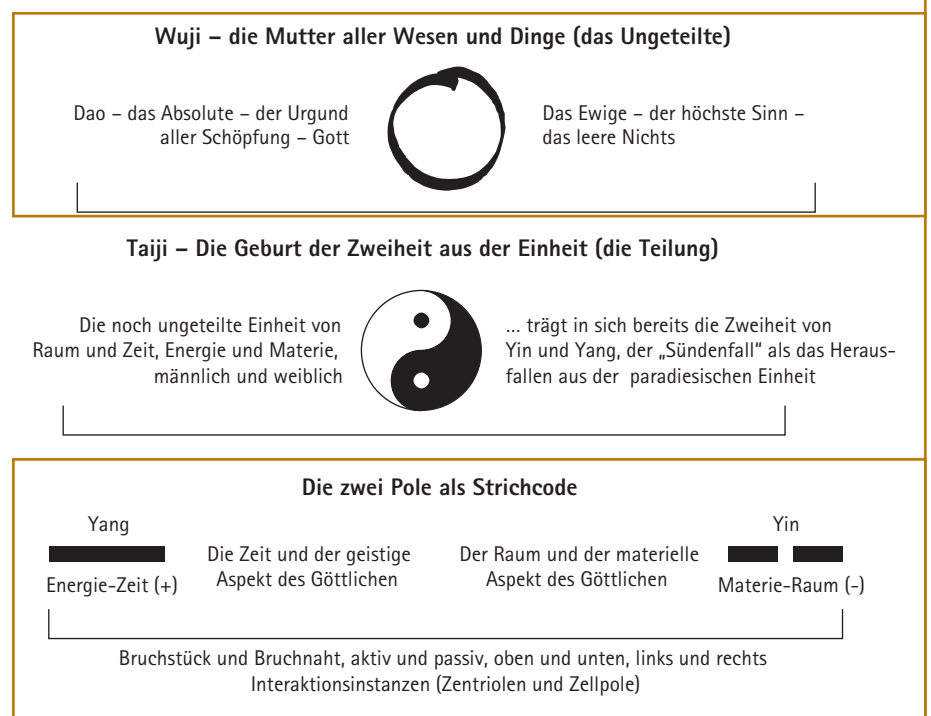 Wuji – die Mutter aller Wesen und Dinge (das Ungeteilte)
Dao – das Absolute – der Urgund
aller Schöpfung – Gott
Das Ewige – der höchste Sinn –
das leere Nichts
Taiji – Die Geburt der Zweiheit aus der Einheit (die Teilung)
Die noch ungeteilte Einheit von
Raum und Zeit, Energie und Materie,
männlich und weiblich
... trägt in sich bereits die Zweiheit von
Yin und Yang, der „Sündenfall" als das Heraus-
fallen aus der paradiesischen Einheit
Die zwei Pole als Strichcode
Yang
Energie-Zeit (+)
Die Zeit und der geistige
Aspekt des Göttlichen
Der Raum und der materielle
Aspekt des Göttlichen
Yin
Materie-Raum (-)
Bruchstück und Bruchnaht, aktiv und passiv, oben und unten, links und rechts
Interaktionsinstanzen (Zentriolen und Zellpole)